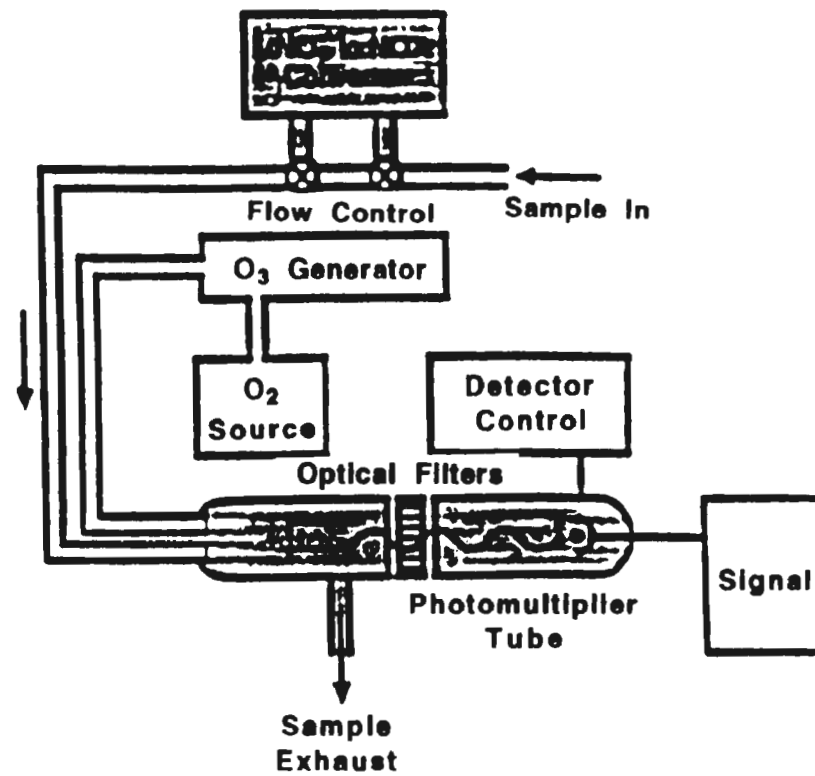 Flow Control
Sample In
O₃ Generator
O₂
Source
Detector
Control
Optical Filters
Photomultiplier
Tube
Signal
Sample
Exhaust